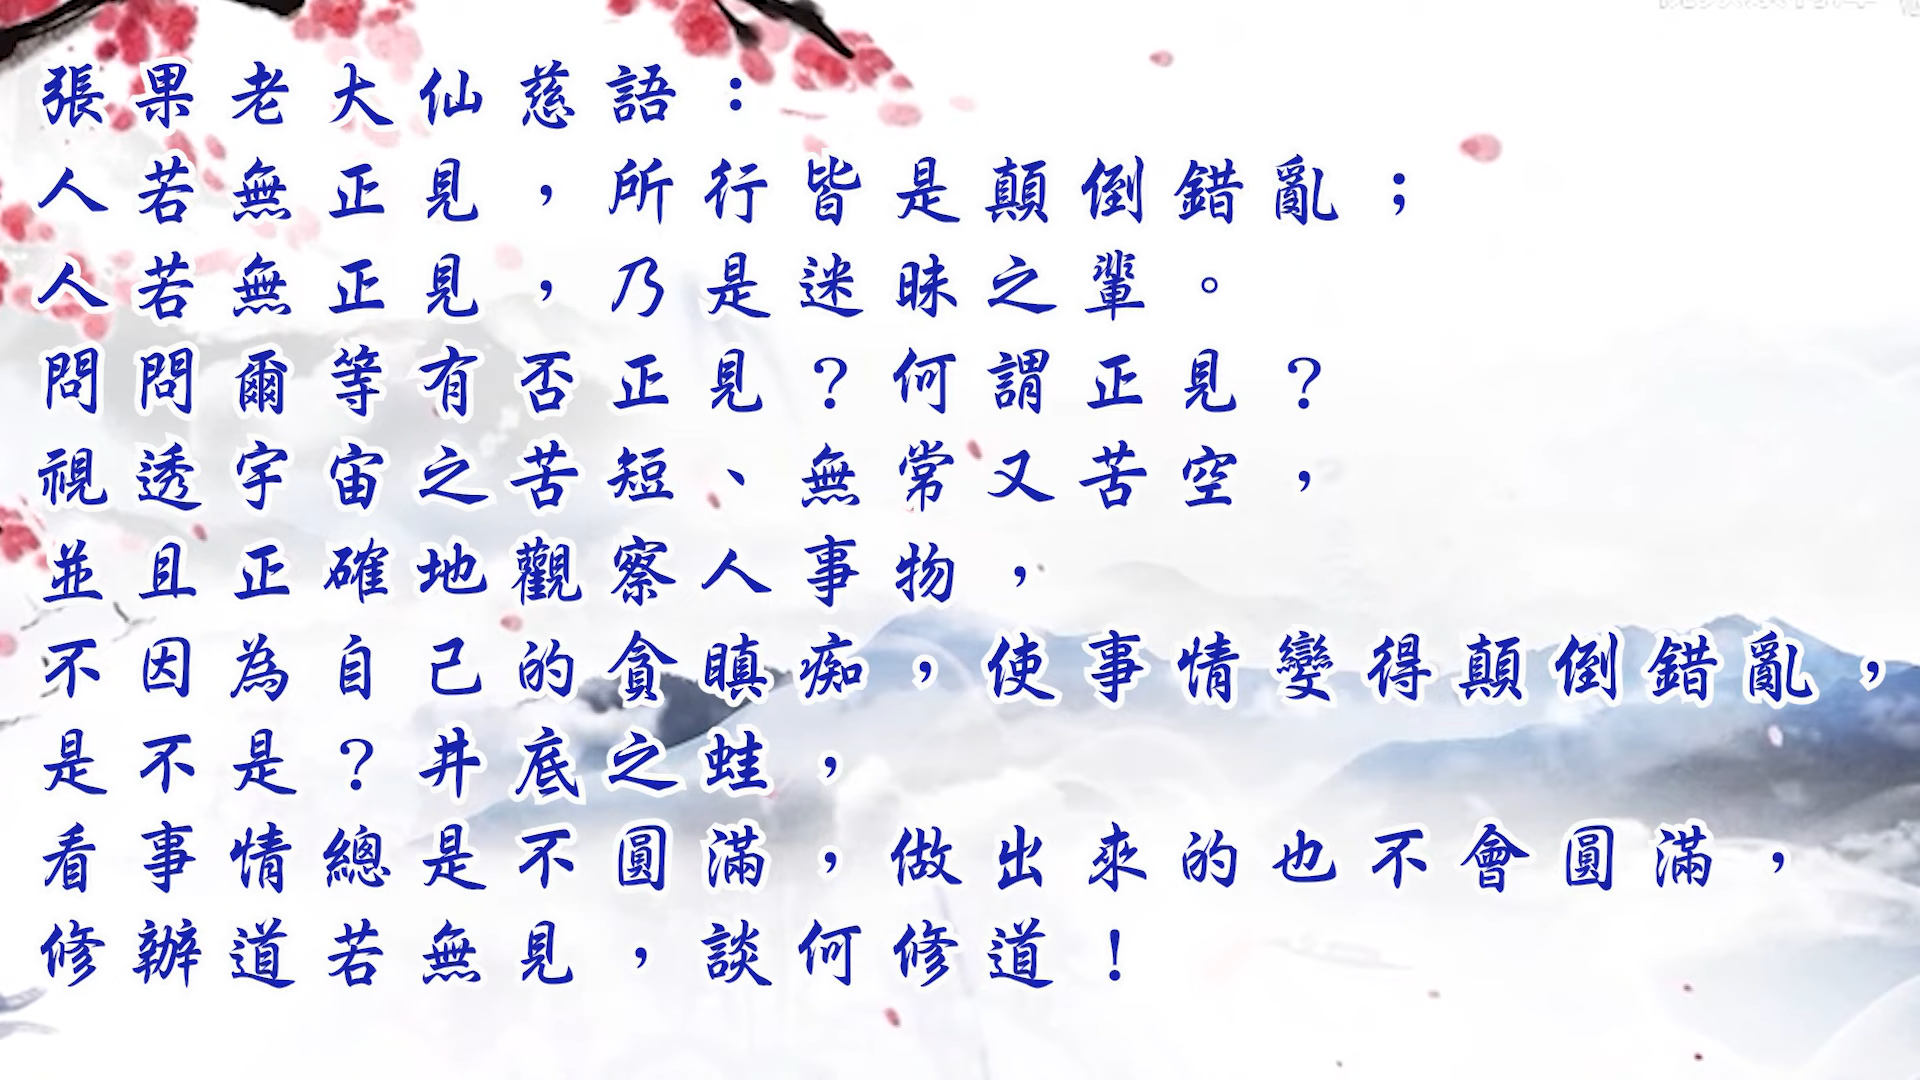 張果老大仙慈語：
人若無正見，所行皆是顛倒錯亂；
人若無正見，乃是迷昧之輩。
問問爾等有否正見？何謂正見？
視透宇宙之苦短、無常又苦空，
並且正確地觀察人事物，
不因為自己的貪瞋痴，使事情變得顛倒錯亂，
是不是？井底之蛙，
看事情總是不圓滿，做出來的也不會圓滿，
修辦道若無見，談何修道！